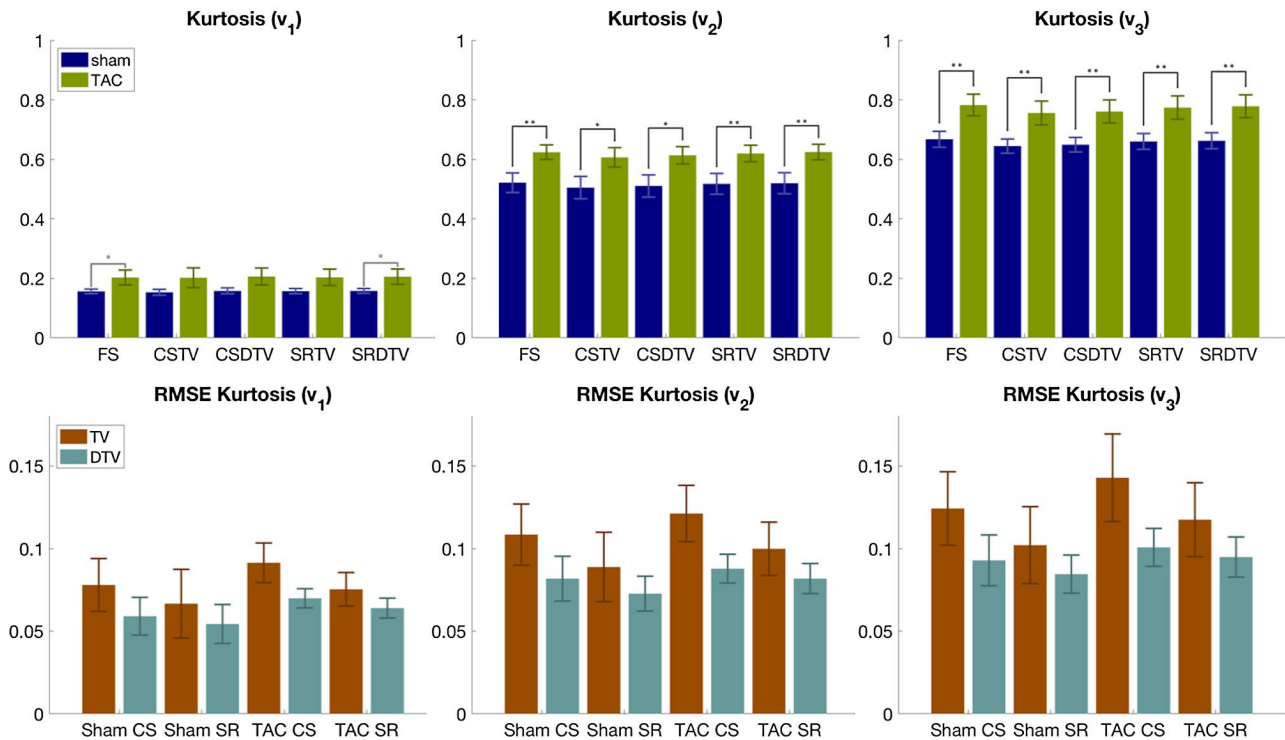 Kurtosis (v1)
1
0.8
0.6
0.4
0.2
0
sham
TAC
*
*
FS CSTV CSDTV SRTV SRDTV
Kurtosis (v2)
1
0.8
0.6
0.4
0.2
0
** * * ** **
FS CSTV CSDTV SRTV SRDTV
Kurtosis (v3)
1
0.8
0.6
0.4
0.2
0
** ** ** ** **
FS CSTV CSDTV SRTV SRDTV
RMSE Kurtosis (v1)
TV
DTV
0.15
0.1
0.05
0
Sham CS Sham SR TAC CS TAC SR
RMSE Kurtosis (v2)
0.15
0.1
0.05
0
Sham CS Sham SR TAC CS TAC SR
RMSE Kurtosis (v3)
0.15
0.1
0.05
0
Sham CS Sham SR TAC CS TAC SR